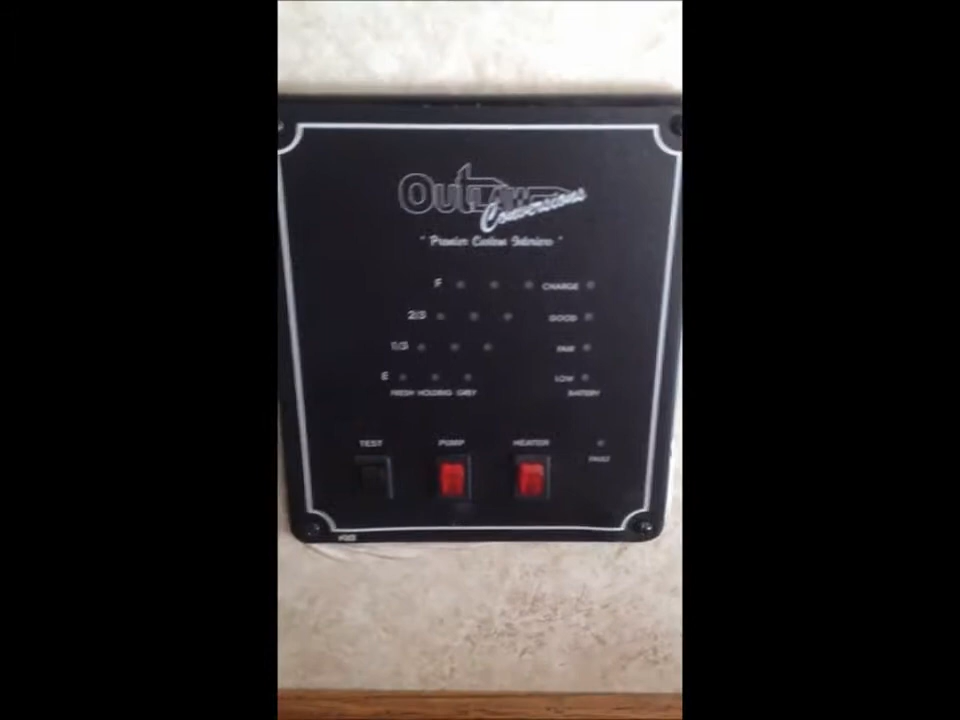 OutLAW
Conversions
"Premier Custom Interiors"
F CHARGE
2/3 GOOD
1/3 FAIR
E LOW
FRESH HOLDING GREY BATTERY
TEST PUMP HEATER
FAULT